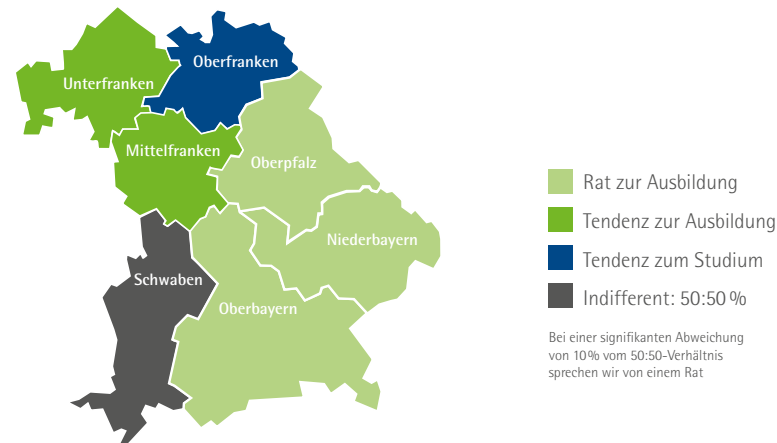 Oberfranken
Unterfranken
Mittelfranken
Oberpfalz
Niederbayern
Schwaben
Oberbayern
Rat zur Ausbildung
Tendenz zur Ausbildung
Tendenz zum Studium
Indifferent: 50:50 %
Bei einer signifikanten Abweichung
von 10% vom 50:50-Verhältnis
sprechen wir von einem Rat